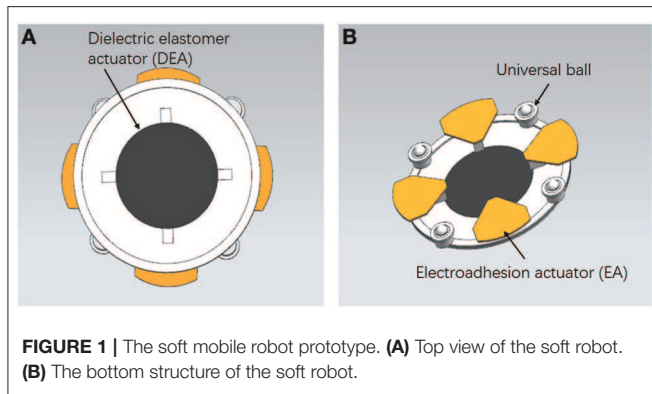 A
Dielectric elastomer
actuator (DEA)
B
Universal ball
Electroadhesion actuator (EA)
FIGURE 1 | The soft mobile robot prototype. (A) Top view of the soft robot.
(B) The bottom structure of the soft robot.